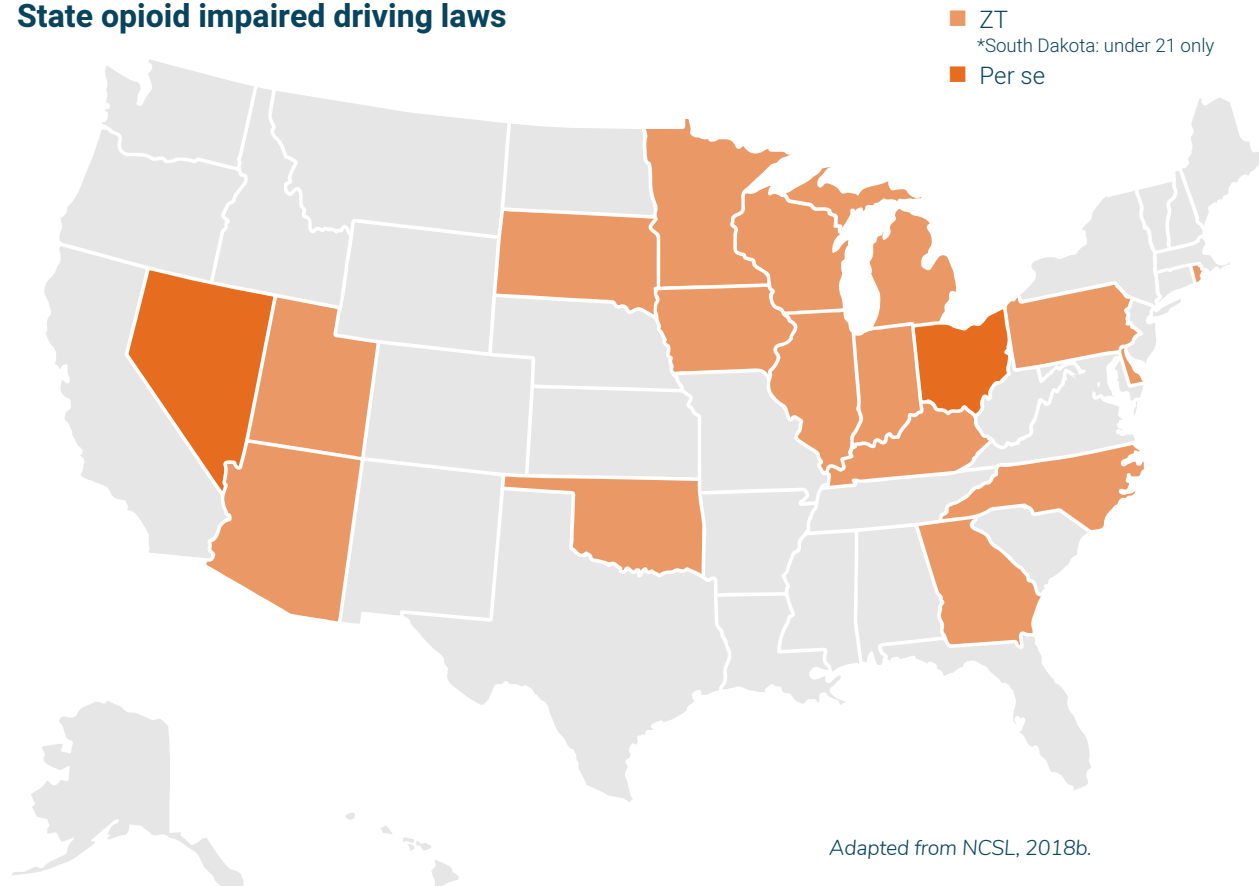 State opioid impaired driving laws
ZT
*South Dakota: under 21 only
Per se
Adapted from NCSL, 2018b.